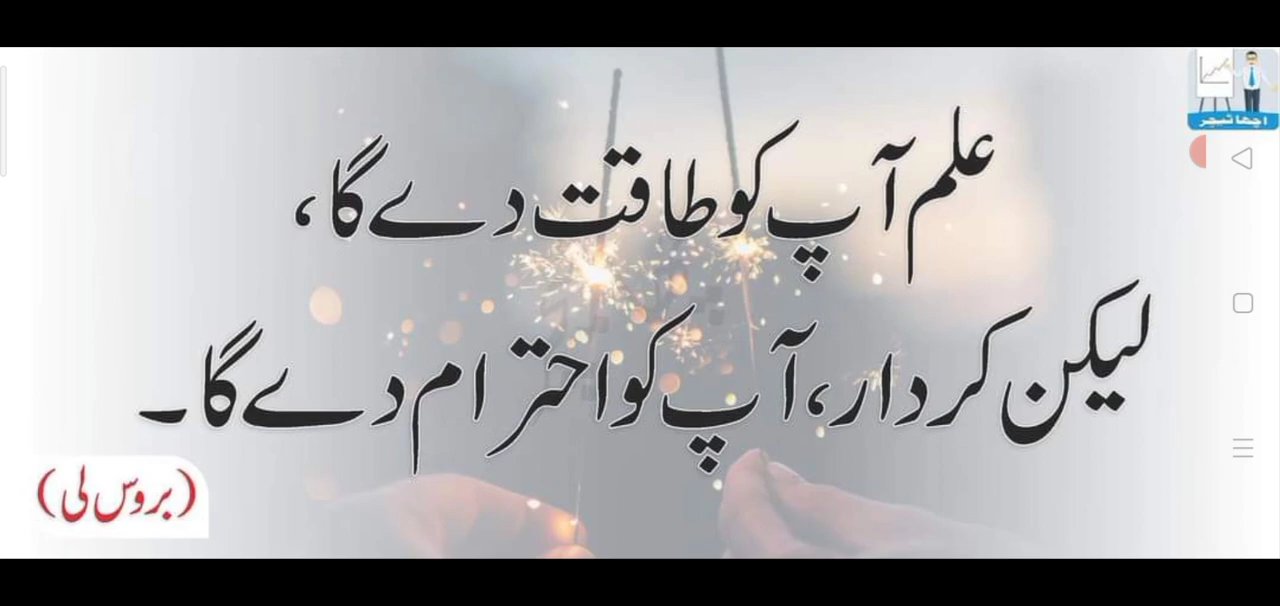 اچھا ٹیچر
علم آپ کو طاقت دے گا،
لیکن کردار، آپ کو احترام دے گا۔
(بروس لی)